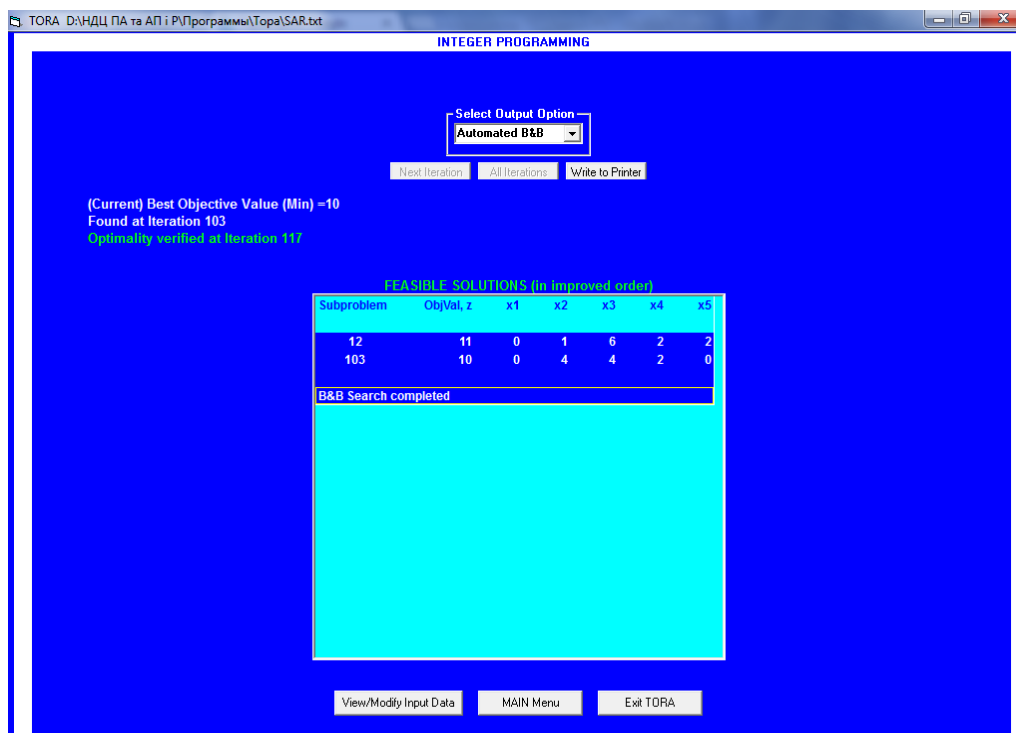 TORA D:\НДЦ ПА та АП і Р\Программы\Тора\SAR.txt
INTEGER PROGRAMMING
Select Output Option
Automated B&B
Next Iteration All Iterations Write to Printer
(Current) Best Objective Value (Min) =10
Found at Iteration 103
Optimality verified at Iteration 117
FEASIBLE SOLUTIONS (in improved order)
Subproblem ObjVal, z x1 x2 x3 x4 x5
12 11 0 1 6 2 2
103 10 0 4 4 2 0
B&B Search completed
View/Modify Input Data MAIN Menu Exit TORA